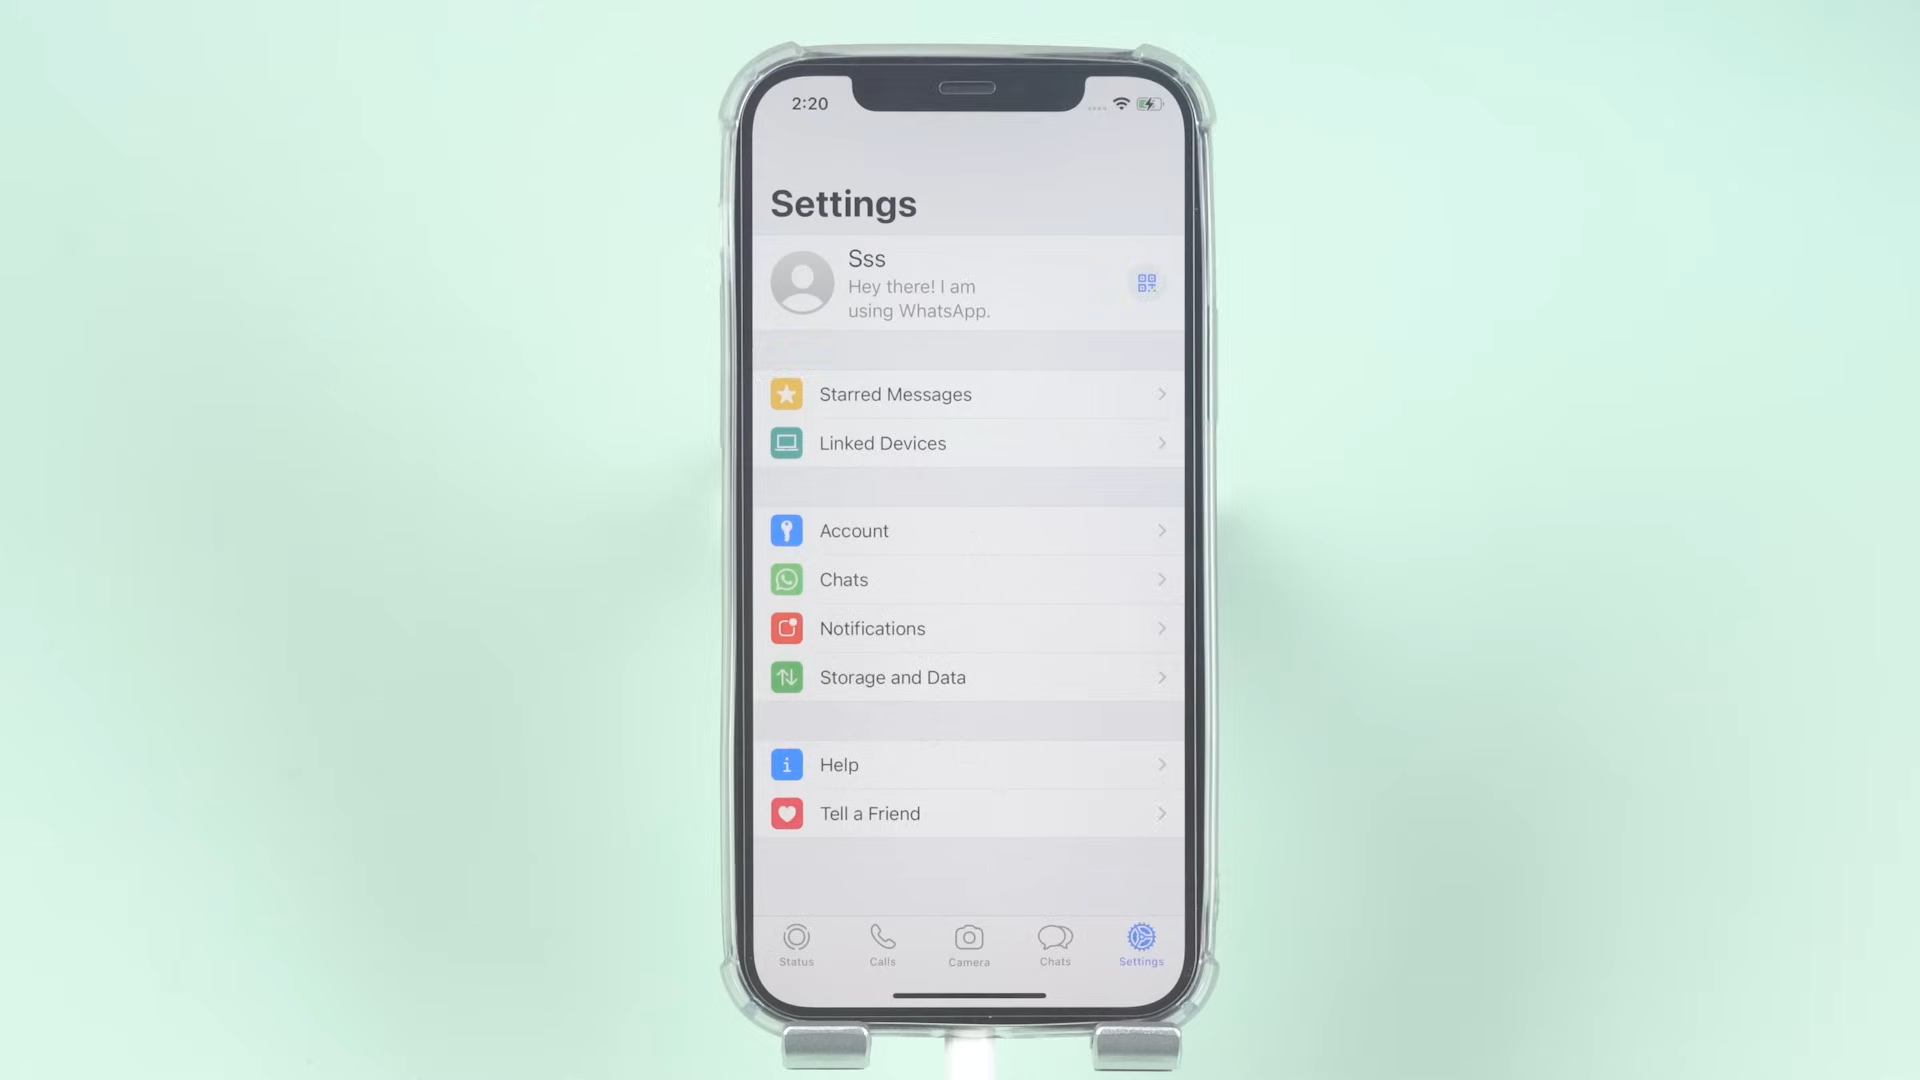 2:20
Settings
Sss
Hey there! I am
using WhatsApp.
Starred Messages
Linked Devices
Account
Chats
Notifications
Storage and Data
Help
Tell a Friend
Status
Calls
Camera
Chats
Settings